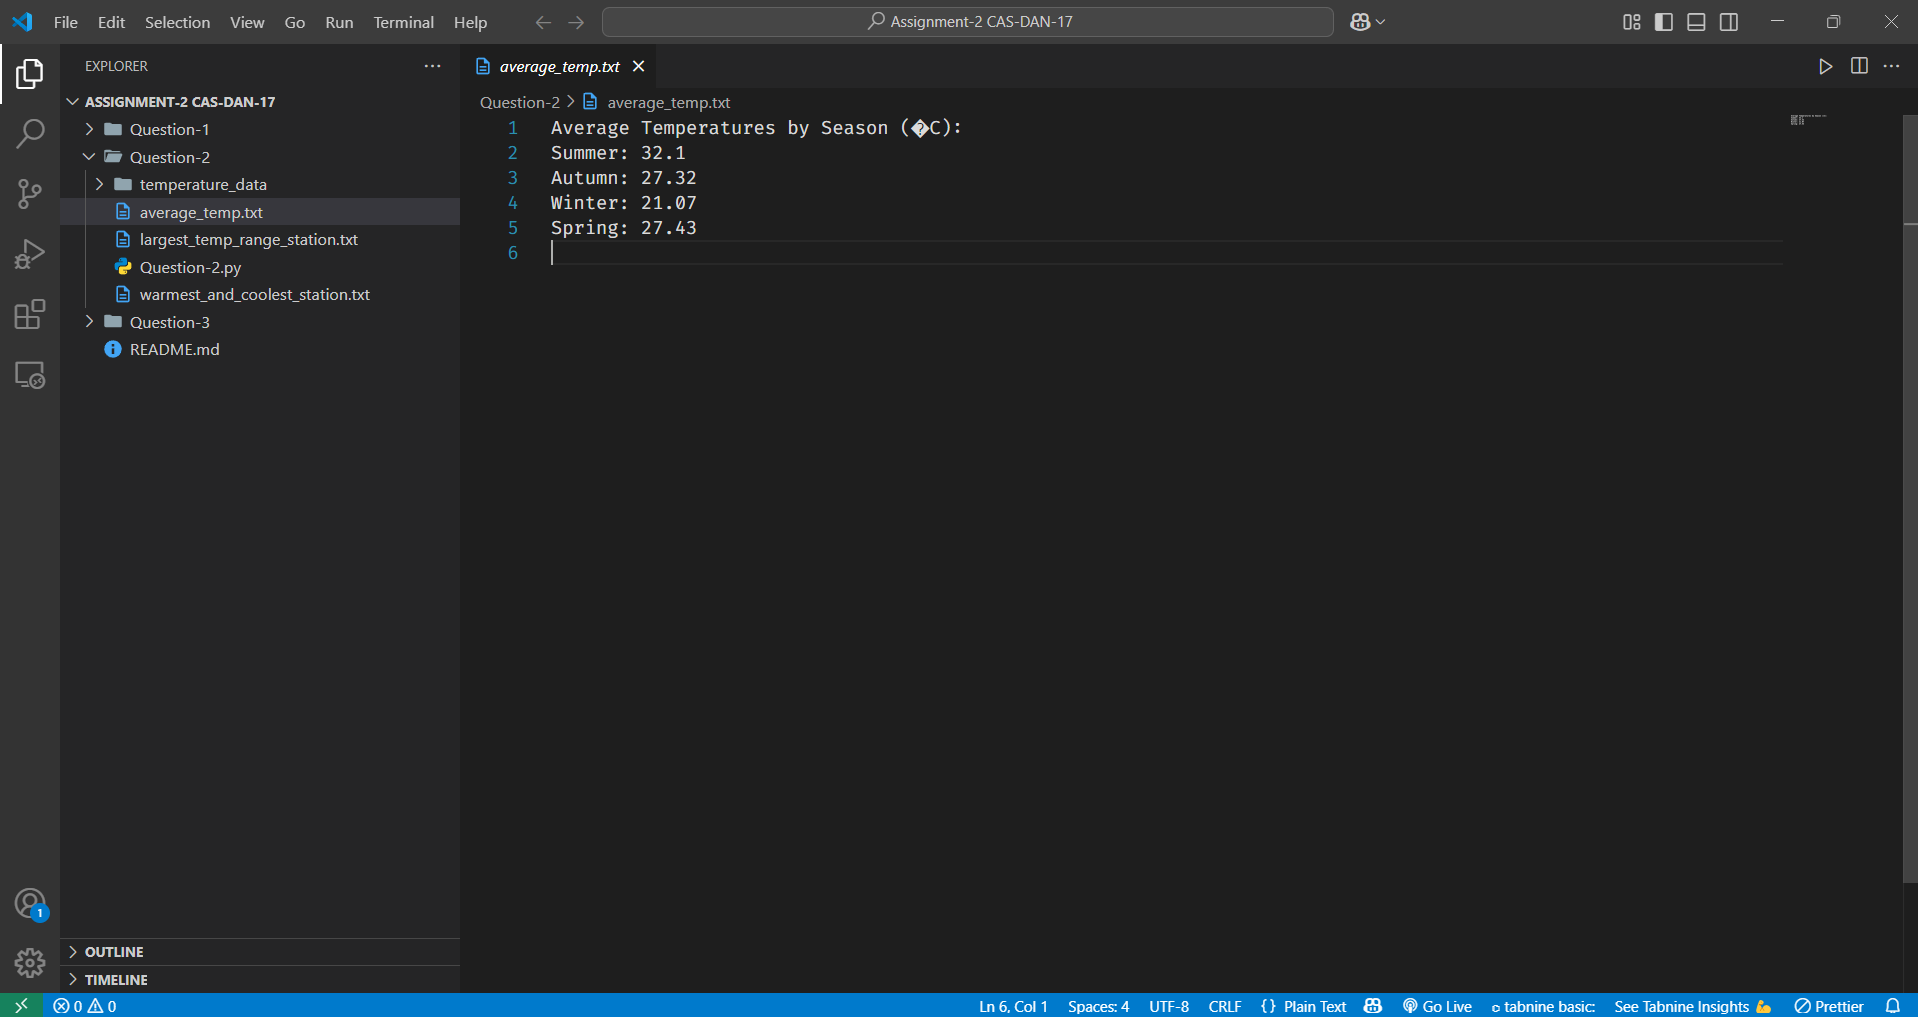 File Edit Selection View Go Run Terminal Help
Assignment-2 CAS-DAN-17
EXPLORER
ASSIGNMENT-2 CAS-DAN-17
Question-1
Question-2
temperature_data
average_temp.txt
largest_temp_range_station.txt
Question-2.py
warmest_and_coolest_station.txt
Question-3
README.md
OUTLINE
TIMELINE
average_temp.txt
Question-2 > average_temp.txt
1 Average Temperatures by Season (�C):
2 Summer: 32.1
3 Autumn: 27.32
4 Winter: 21.07
5 Spring: 27.43
6
1
0 0 Ln 6, Col 1 Spaces: 4 UTF-8 CRLF {} Plain Text Go Live tabnine basic: See Tabnine Insights 💪 Prettier